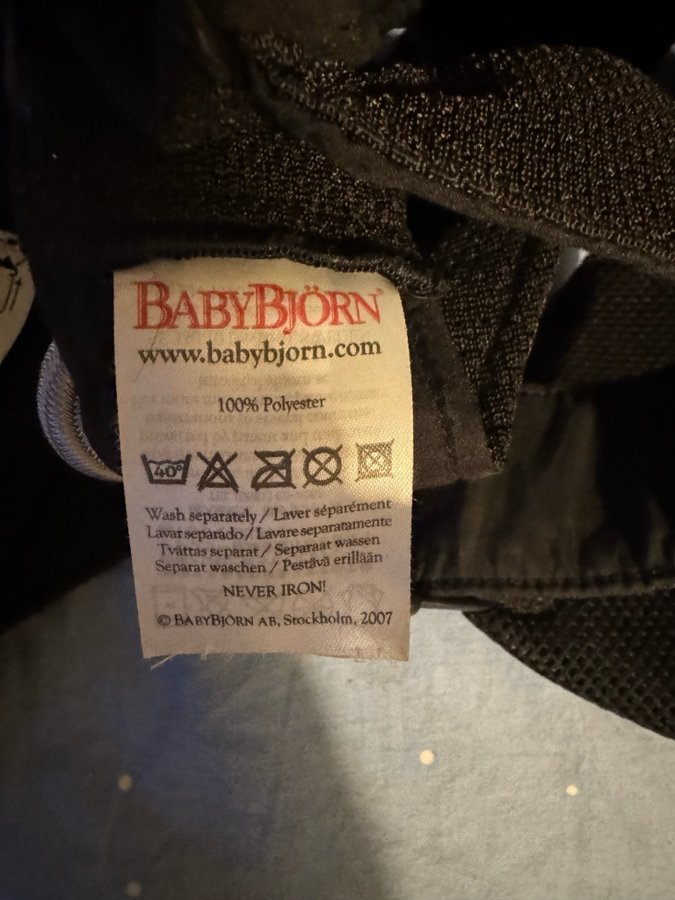 BABYBJÖRN®
www.babybjorn.com
100% Polyester
40°
Wash separately / Laver séparément
Lavar separado / Lavare separatamente
Tvättas separat / Separaat wassen
Separat waschen / Pestävä erillään
NEVER IRON!
© BABYBJÖRN AB, Stockholm, 2007